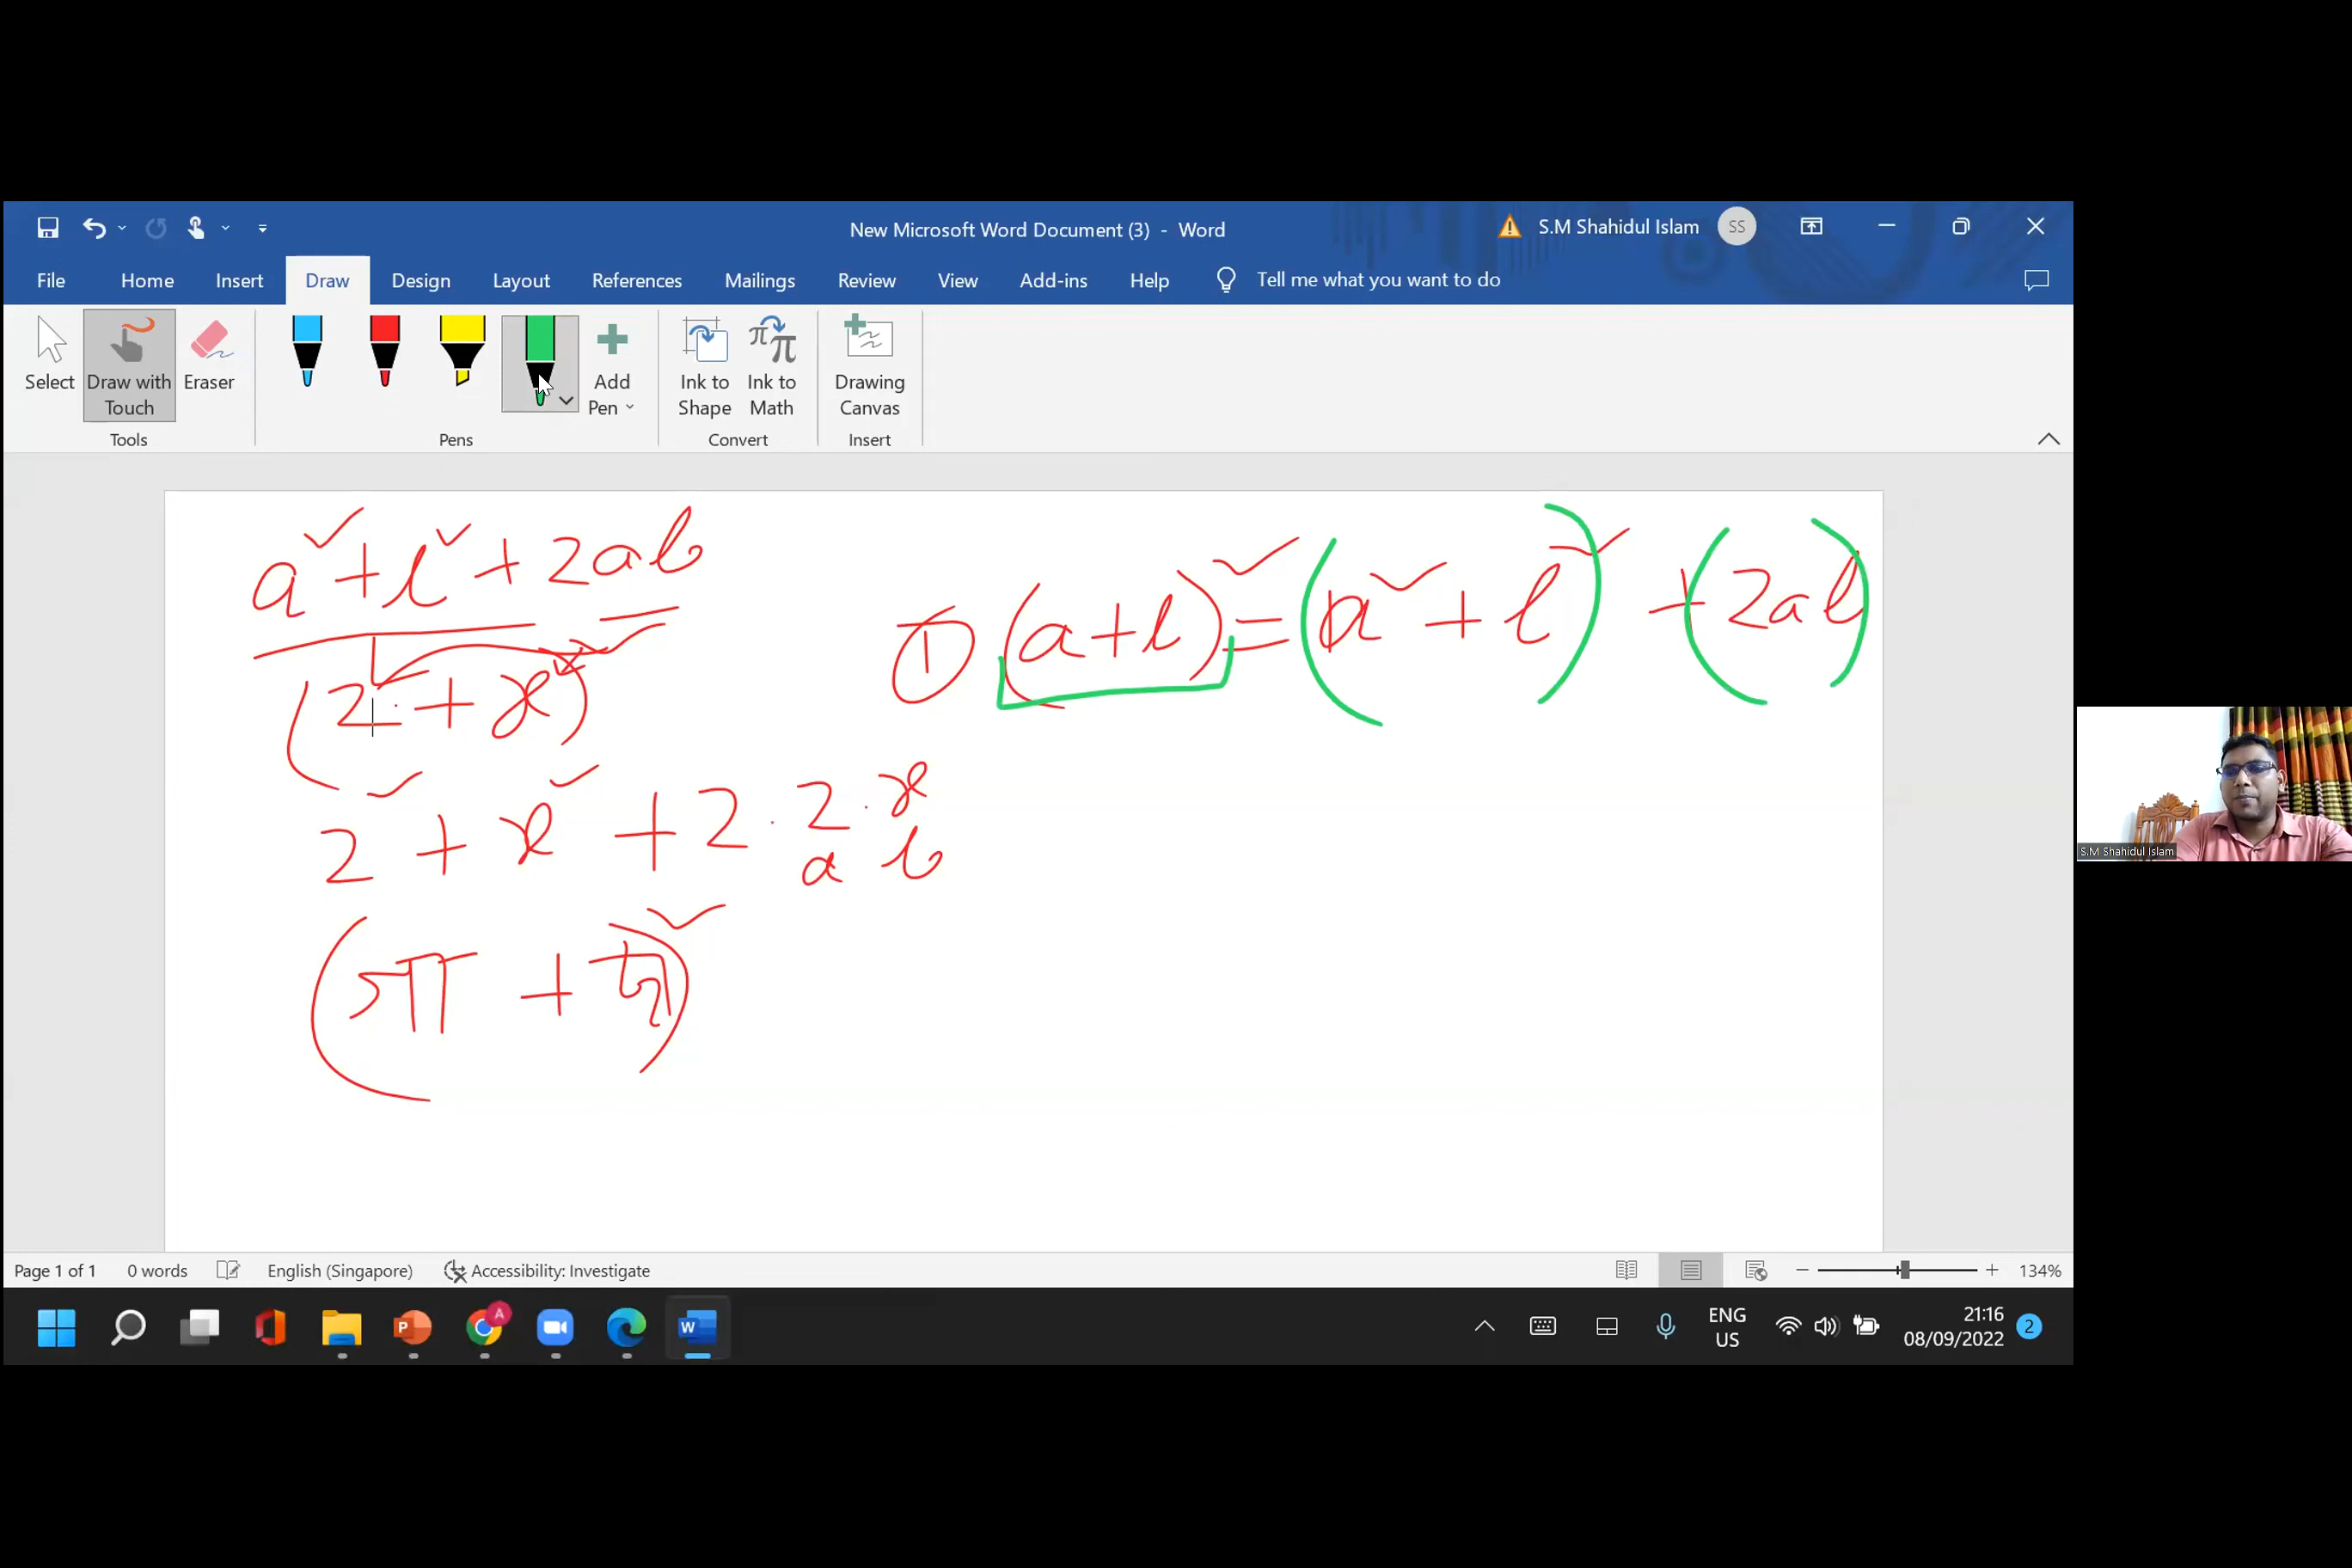 New Microsoft Word Document (3) - Word
S.M Shahidul Islam
SS
File Home Insert Draw Design Layout References Mailings Review View Add-ins Help Tell me what you want to do
Select
Draw with Touch
Eraser
Add Pen
Ink to Shape
Ink to Math
Drawing Canvas
Tools
Pens
Convert
Insert
a² + b² + 2ab
(2 + x)²
2² + x² + 2 · 2 · x
a b
① (a+b)² = (a² + b²) + (2ab)
S.M Shahidul Islam
Page 1 of 1 0 words English (Singapore) Accessibility: Investigate 134%
A
P
W
ENG
US
21:16
08/09/2022
2